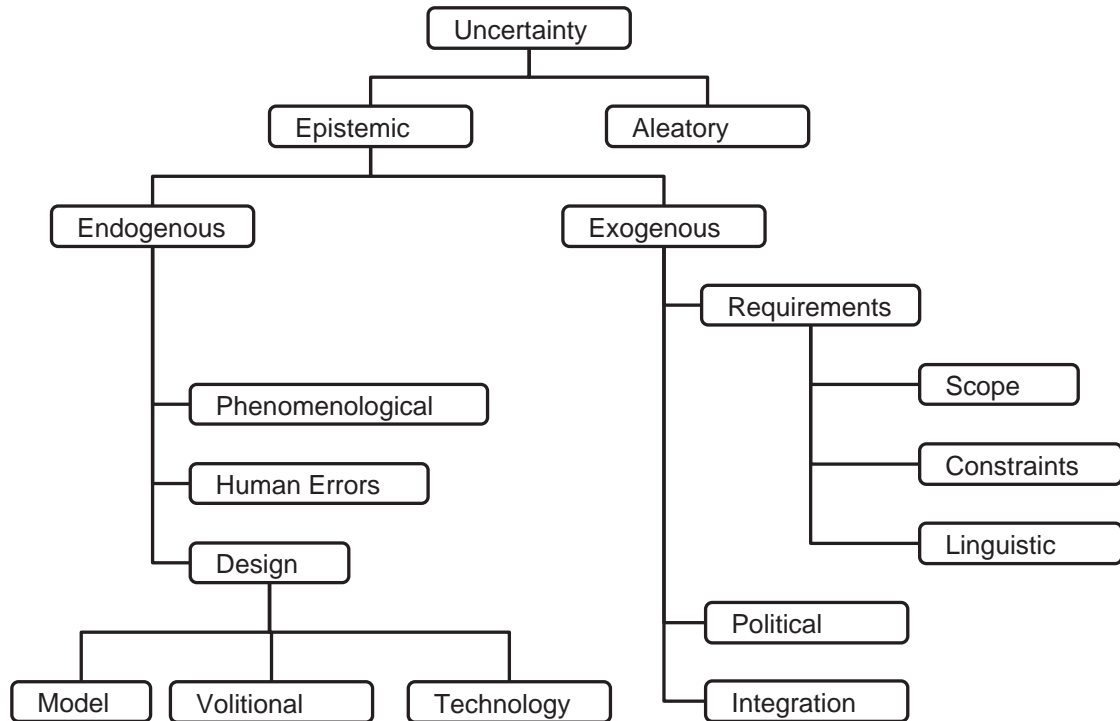 Uncertainty
Epistemic
Aleatory
Endogenous
Exogenous
Requirements
Scope
Phenomenological
Constraints
Human Errors
Linguistic
Design
Political
Model
Volitional
Technology
Integration